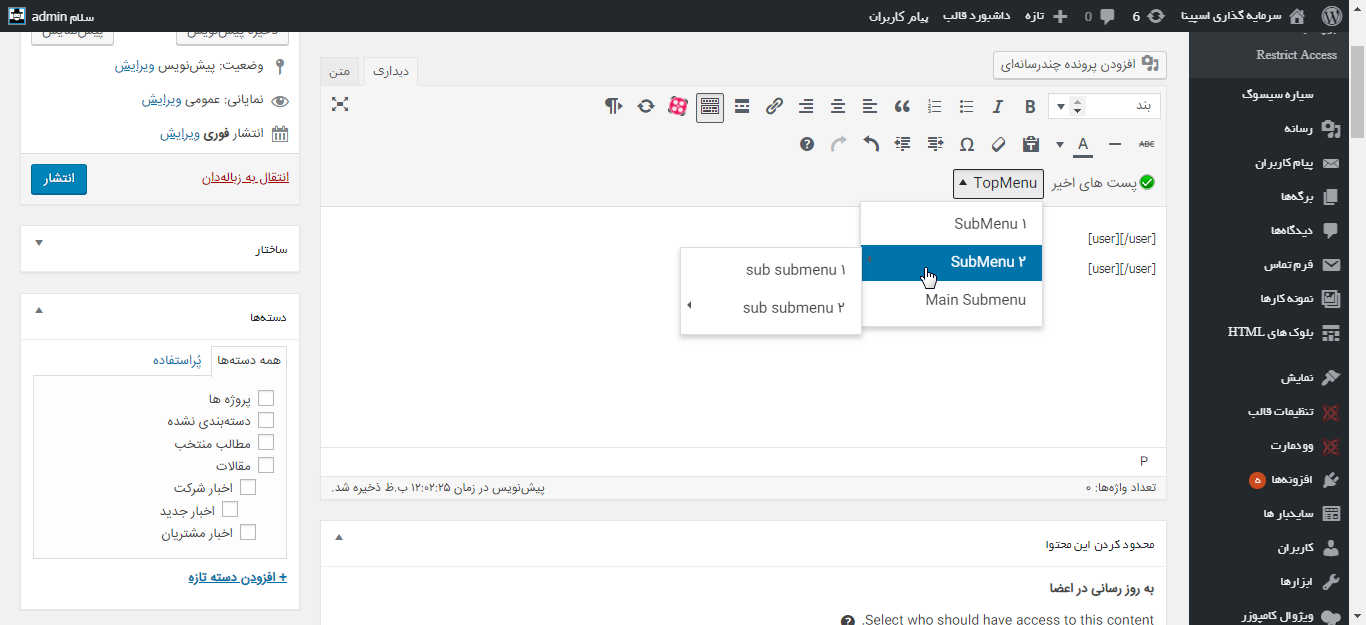 سرمایه گذاری اسپینا
6
0
تازه
داشبورد قالب
پیام کاربران
سلام admin
Restrict Access
سیاره سیسوگ
رسانه
پیام کاربران
برگه‌ها
دیدگاه‌ها
فرم تماس
نمونه کارها
بلوک های HTML
نمایش
تنظیمات قالب
وودمارت
افزونه‌ها ۵
سایدبار ها
کاربران
ابزارها
ویژوال کامپوزر
افزودن پرونده چندرسانه‌ای
دیداری
متن
بند
B
I
ABC
A
Ω
پست های اخیر
TopMenu
SubMenu ۱
SubMenu ۲
Main Submenu
sub submenu ۱
sub submenu ۲
[user][/user]
[user][/user]
P
تعداد واژه‌ها: ۰
پیش‌نویس در زمان ۱۲:۰۲:۲۵ ب.ظ ذخیره شد.
محدود کردن این محتوا
به روز رسانی در اعضا
Select who should have access to this content.
ذخیره پیش‌نویس
پیش‌نمایش
وضعیت: پیش‌نویس ویرایش
نمایانی: عمومی ویرایش
انتشار فوری ویرایش
انتقال به زباله‌دان
انتشار
ساختار
دسته‌ها
همه دسته‌ها
پُراستفاده
پروژه ها
دسته‌بندی نشده
مطالب منتخب
مقالات
اخبار شرکت
اخبار جدید
اخبار مشتریان
+ افزودن دسته تازه